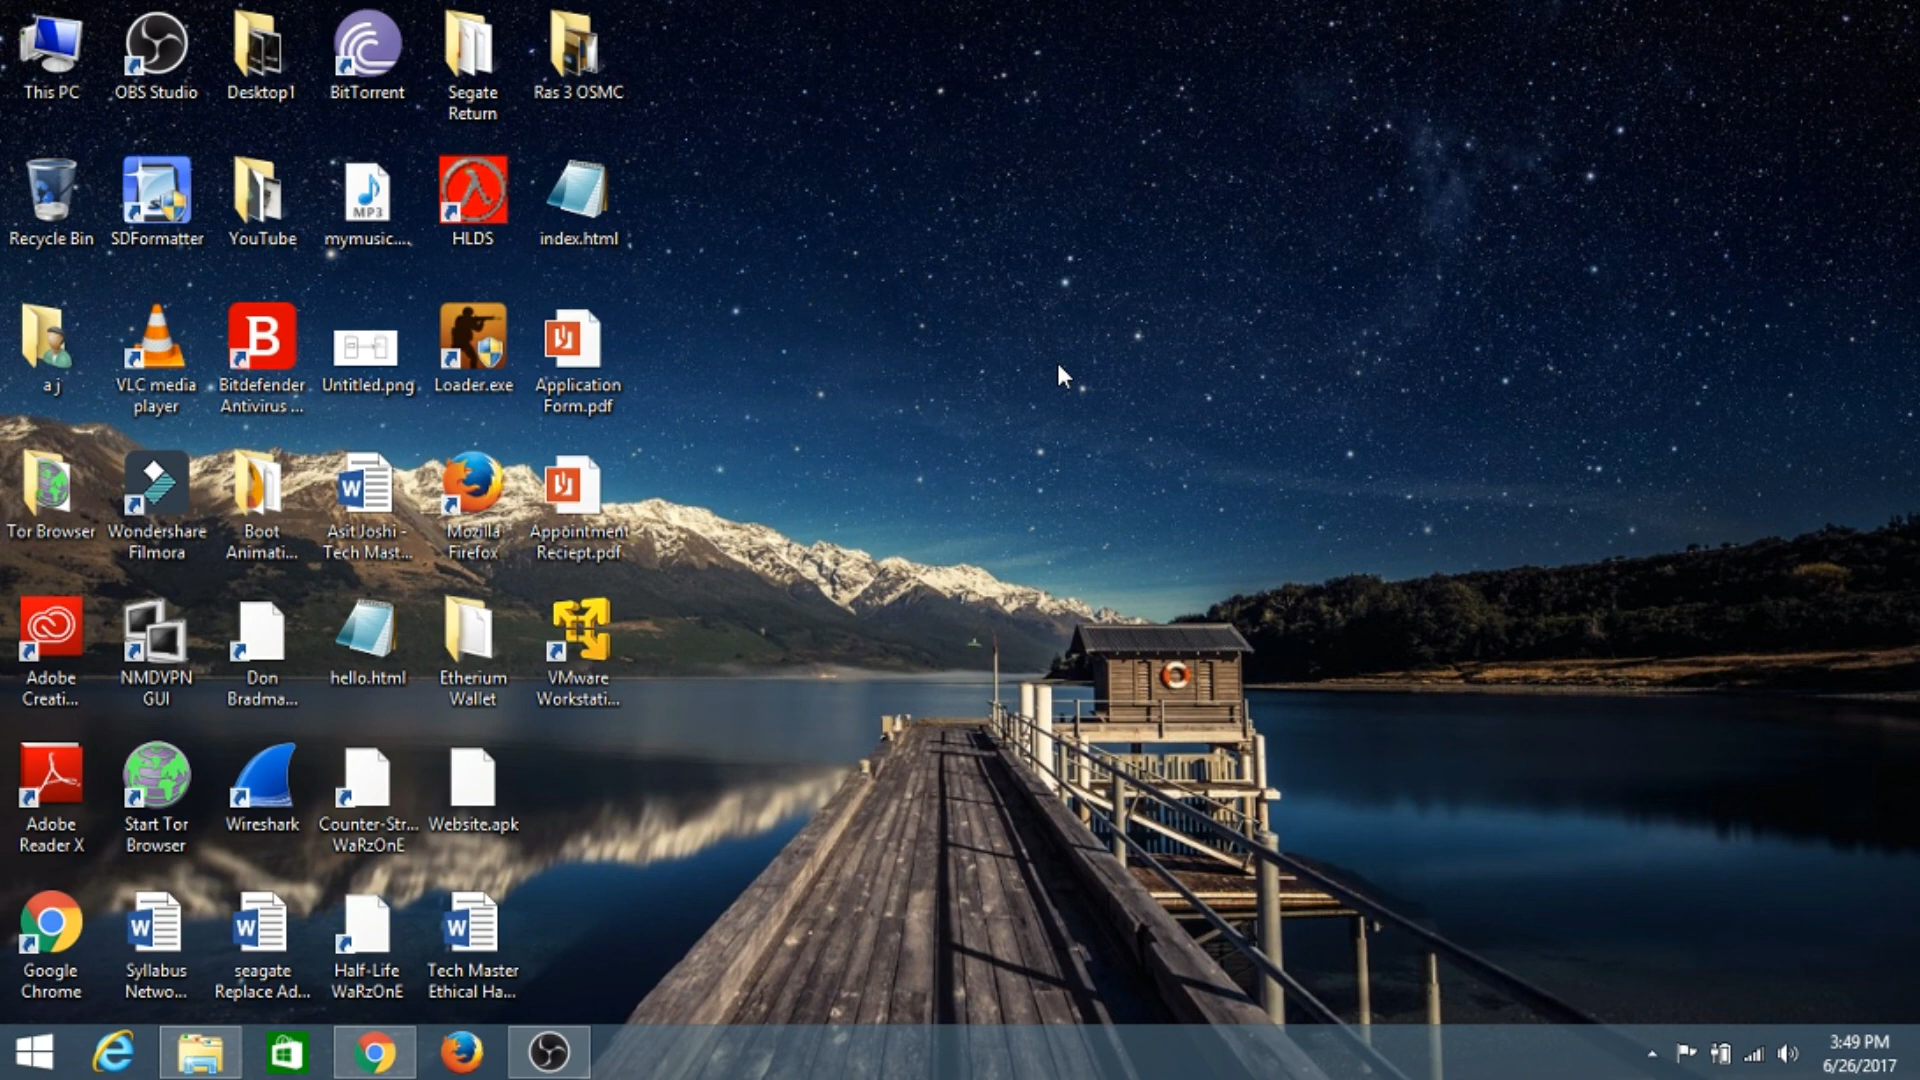 This PC
OBS Studio
Desktop1
BitTorrent
Segate
Return
Ras 3 OSMC
Recycle Bin
SDFormatter
YouTube
MP3
mymusic....
HLDS
index.html
a j
VLC media
player
B
Bitdefender
Antivirus ...
Untitled.png
Loader.exe
Application
Form.pdf
Tor Browser
Wondershare
Filmora
Boot
Animati...
W
Asit Joshi -
Tech Mast...
Mozilla
Firefox
Appointment
Reciept.pdf
Adobe
Creati...
NMDVPN
GUI
Don
Bradma...
hello.html
Etherium
Wallet
VMware
Workstati...
Adobe
Reader X
Start Tor
Browser
Wireshark
Counter-Str...
WaRzOnE
Website.apk
Google
Chrome
W
Syllabus
Netwo...
W
seagate
Replace Ad...
Half-Life
WaRzOnE
W
Tech Master
Ethical Ha...
3:49 PM
6/26/2017